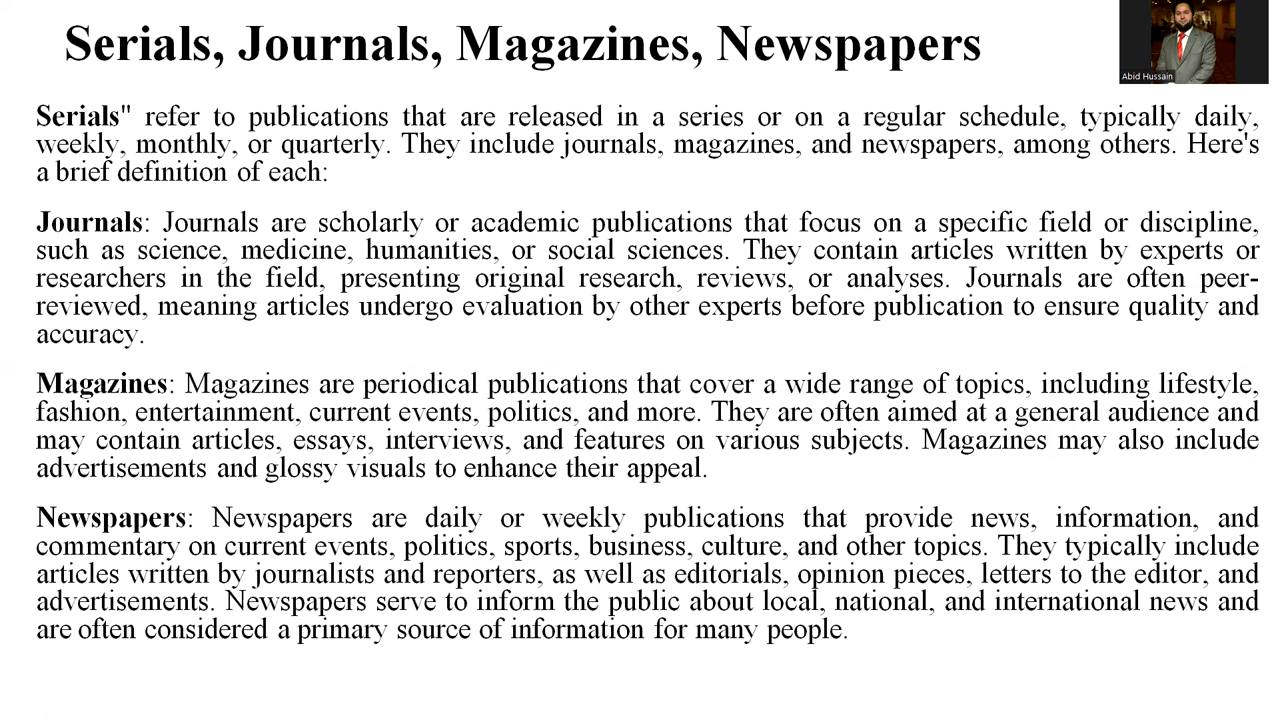 Serials, Journals, Magazines, Newspapers
Abid Hussain
Serials" refer to publications that are released in a series or on a regular schedule, typically daily,
weekly, monthly, or quarterly. They include journals, magazines, and newspapers, among others. Here's
a brief definition of each:
Journals: Journals are scholarly or academic publications that focus on a specific field or discipline,
such as science, medicine, humanities, or social sciences. They contain articles written by experts or
researchers in the field, presenting original research, reviews, or analyses. Journals are often peer-
reviewed, meaning articles undergo evaluation by other experts before publication to ensure quality and
accuracy.
Magazines: Magazines are periodical publications that cover a wide range of topics, including lifestyle,
fashion, entertainment, current events, politics, and more. They are often aimed at a general audience and
may contain articles, essays, interviews, and features on various subjects. Magazines may also include
advertisements and glossy visuals to enhance their appeal.
Newspapers: Newspapers are daily or weekly publications that provide news, information, and
commentary on current events, politics, sports, business, culture, and other topics. They typically include
articles written by journalists and reporters, as well as editorials, opinion pieces, letters to the editor, and
advertisements. Newspapers serve to inform the public about local, national, and international news and
are often considered a primary source of information for many people.